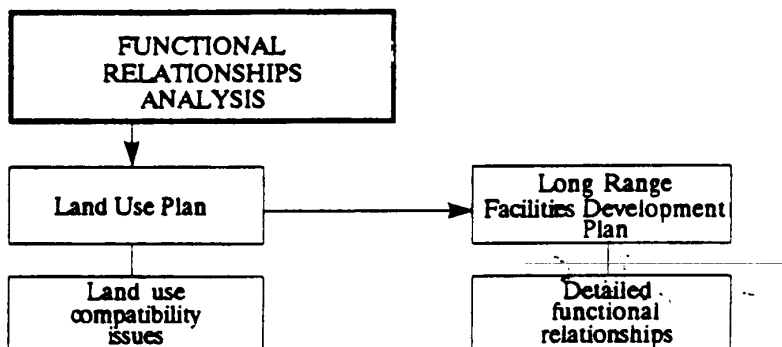 FUNCTIONAL
RELATIONSHIPS
ANALYSIS
Land Use Plan
Long Range
Facilities Development
Plan
Land use
compatibility
issues
Detailed
functional
relationships